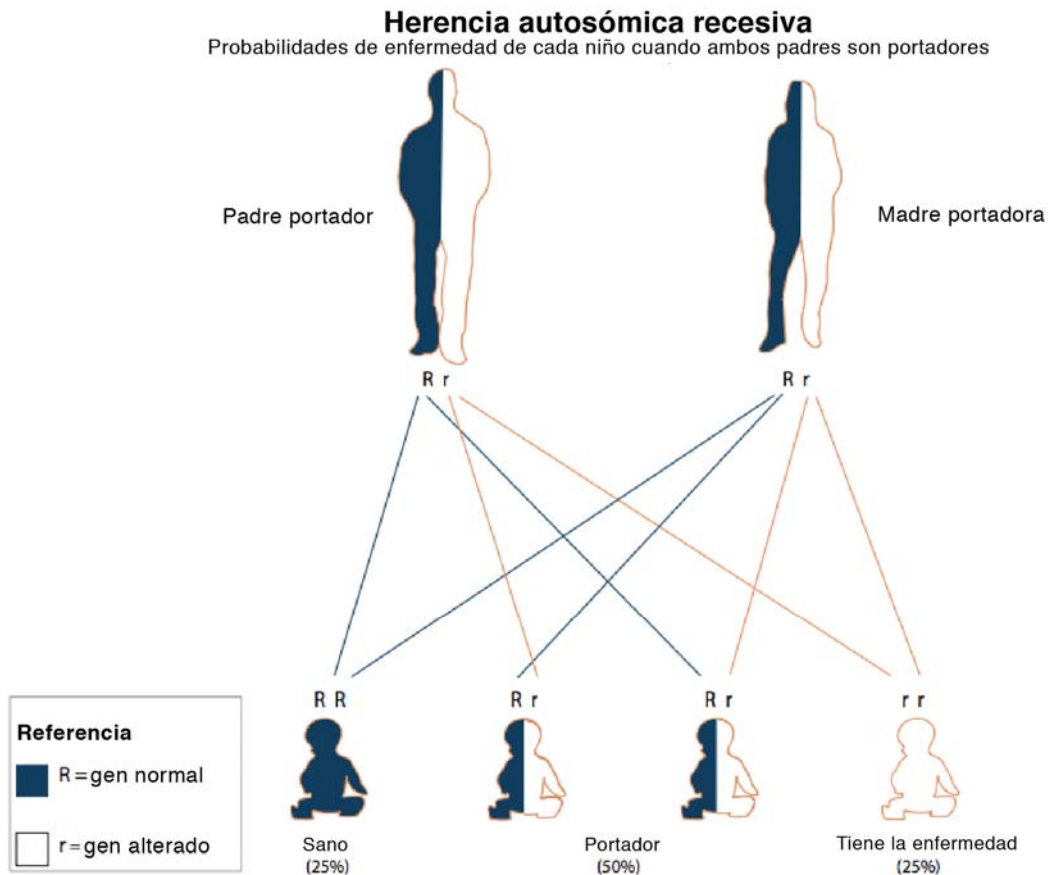 Herencia autosómica recesiva
Probabilidades de enfermedad de cada niño cuando ambos padres son portadores
Padre portador
Madre portadora
R r
R r
R R
R r
R r
r r
Referencia
R=gen normal
r=gen alterado
Sano
(25%)
Portador
(50%)
Tiene la enfermedad
(25%)